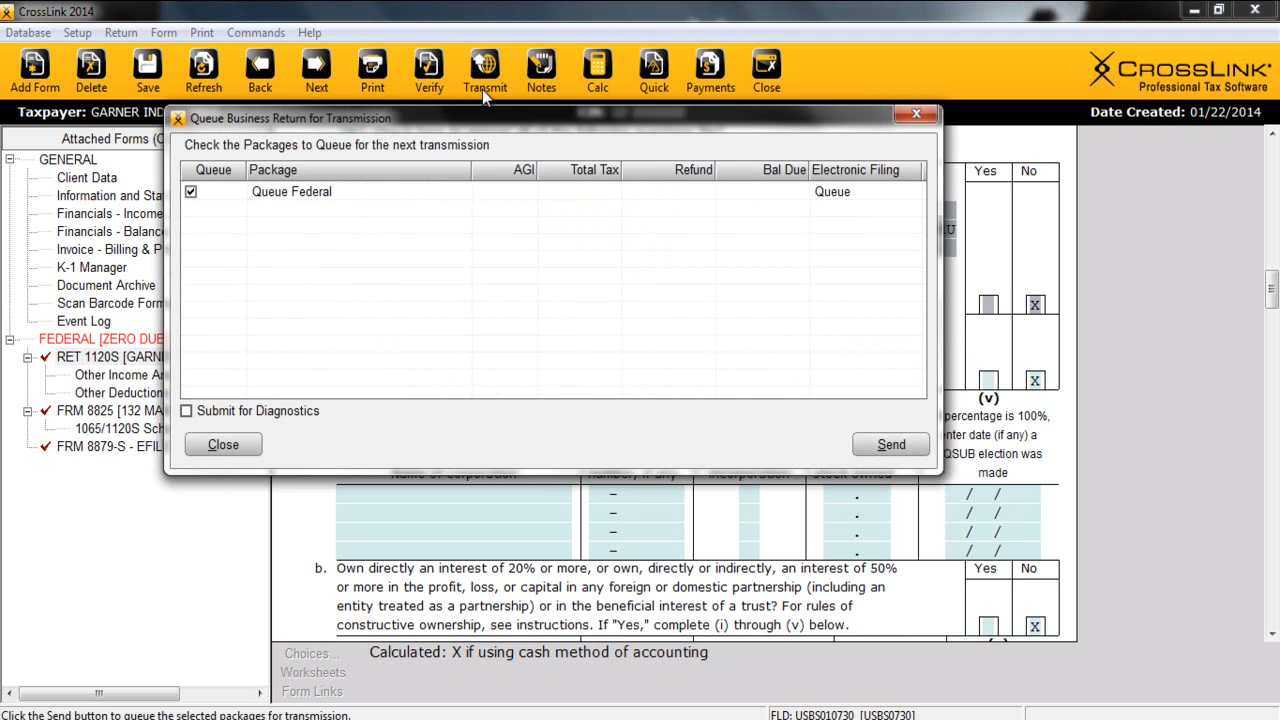 CrossLink 2014
Database Setup Return Form Print Commands Help
Add Form Delete Save Refresh Back Next Print Verify Transmit Notes Calc Quick Payments Close
CROSSLINK
Professional Tax Software
Taxpayer: GARNER IND
Date Created: 01/22/2014
Attached Forms (
GENERAL
Client Data
Information and Sta
Financials - Income
Financials - Balanc
Invoice - Billing & P
K-1 Manager
Document Archive
Scan Barcode Form
Event Log
FEDERAL [ZERO DUE
RET 1120S [GARN
Other Income A
Other Deduction
FRM 8825 [132 MA
1065/1120S Sch
FRM 8879-S - EFIL
Queue Business Return for Transmission
Check the Packages to Queue for the next transmission
Queue Package AGI Total Tax Refund Bal Due Electronic Filing
Queue Federal Queue
Submit for Diagnostics
Close Send
Yes No
X
X
(v)
percentage is 100%,
enter date (if any) a
QSUB election was
made
– . / /
– . / /
– . / /
– . / /
b. Own directly an interest of 20% or more, or own, directly or indirectly, an interest of 50% Yes No
or more in the profit, loss, or capital in any foreign or domestic partnership (including an
entity treated as a partnership) or in the beneficial interest of a trust? For rules of
constructive ownership, see instructions. If "Yes," complete (i) through (v) below. X
Choices...
Worksheets
Form Links
Calculated: X if using cash method of accounting
Click the Send button to queue the selected packages for transmission.
FLD: USBS010730 [USBS0730]